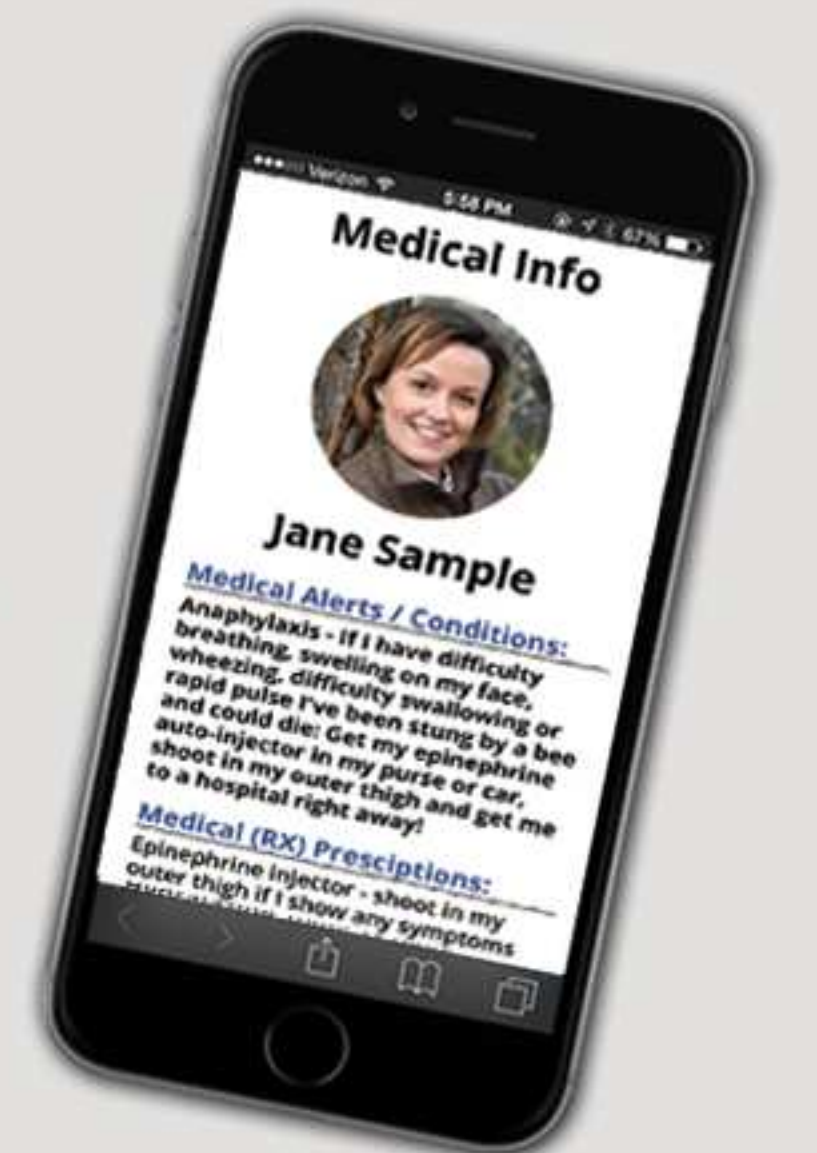 Verizon 5:58 PM 67%
Medical Info
Jane Sample
Medical Alerts / Conditions:
Anaphylaxis - If I have difficulty
breathing, swelling on my face,
wheezing, difficulty swallowing or
rapid pulse I've been stung by a bee
and could die! Get my epinephrine
auto-injector in my purse or car,
shoot in my outer thigh and get me
to a hospital right away!
Medical (RX) Presciptions:
Epinephrine injector - shoot in my
outer thigh if I show any symptoms